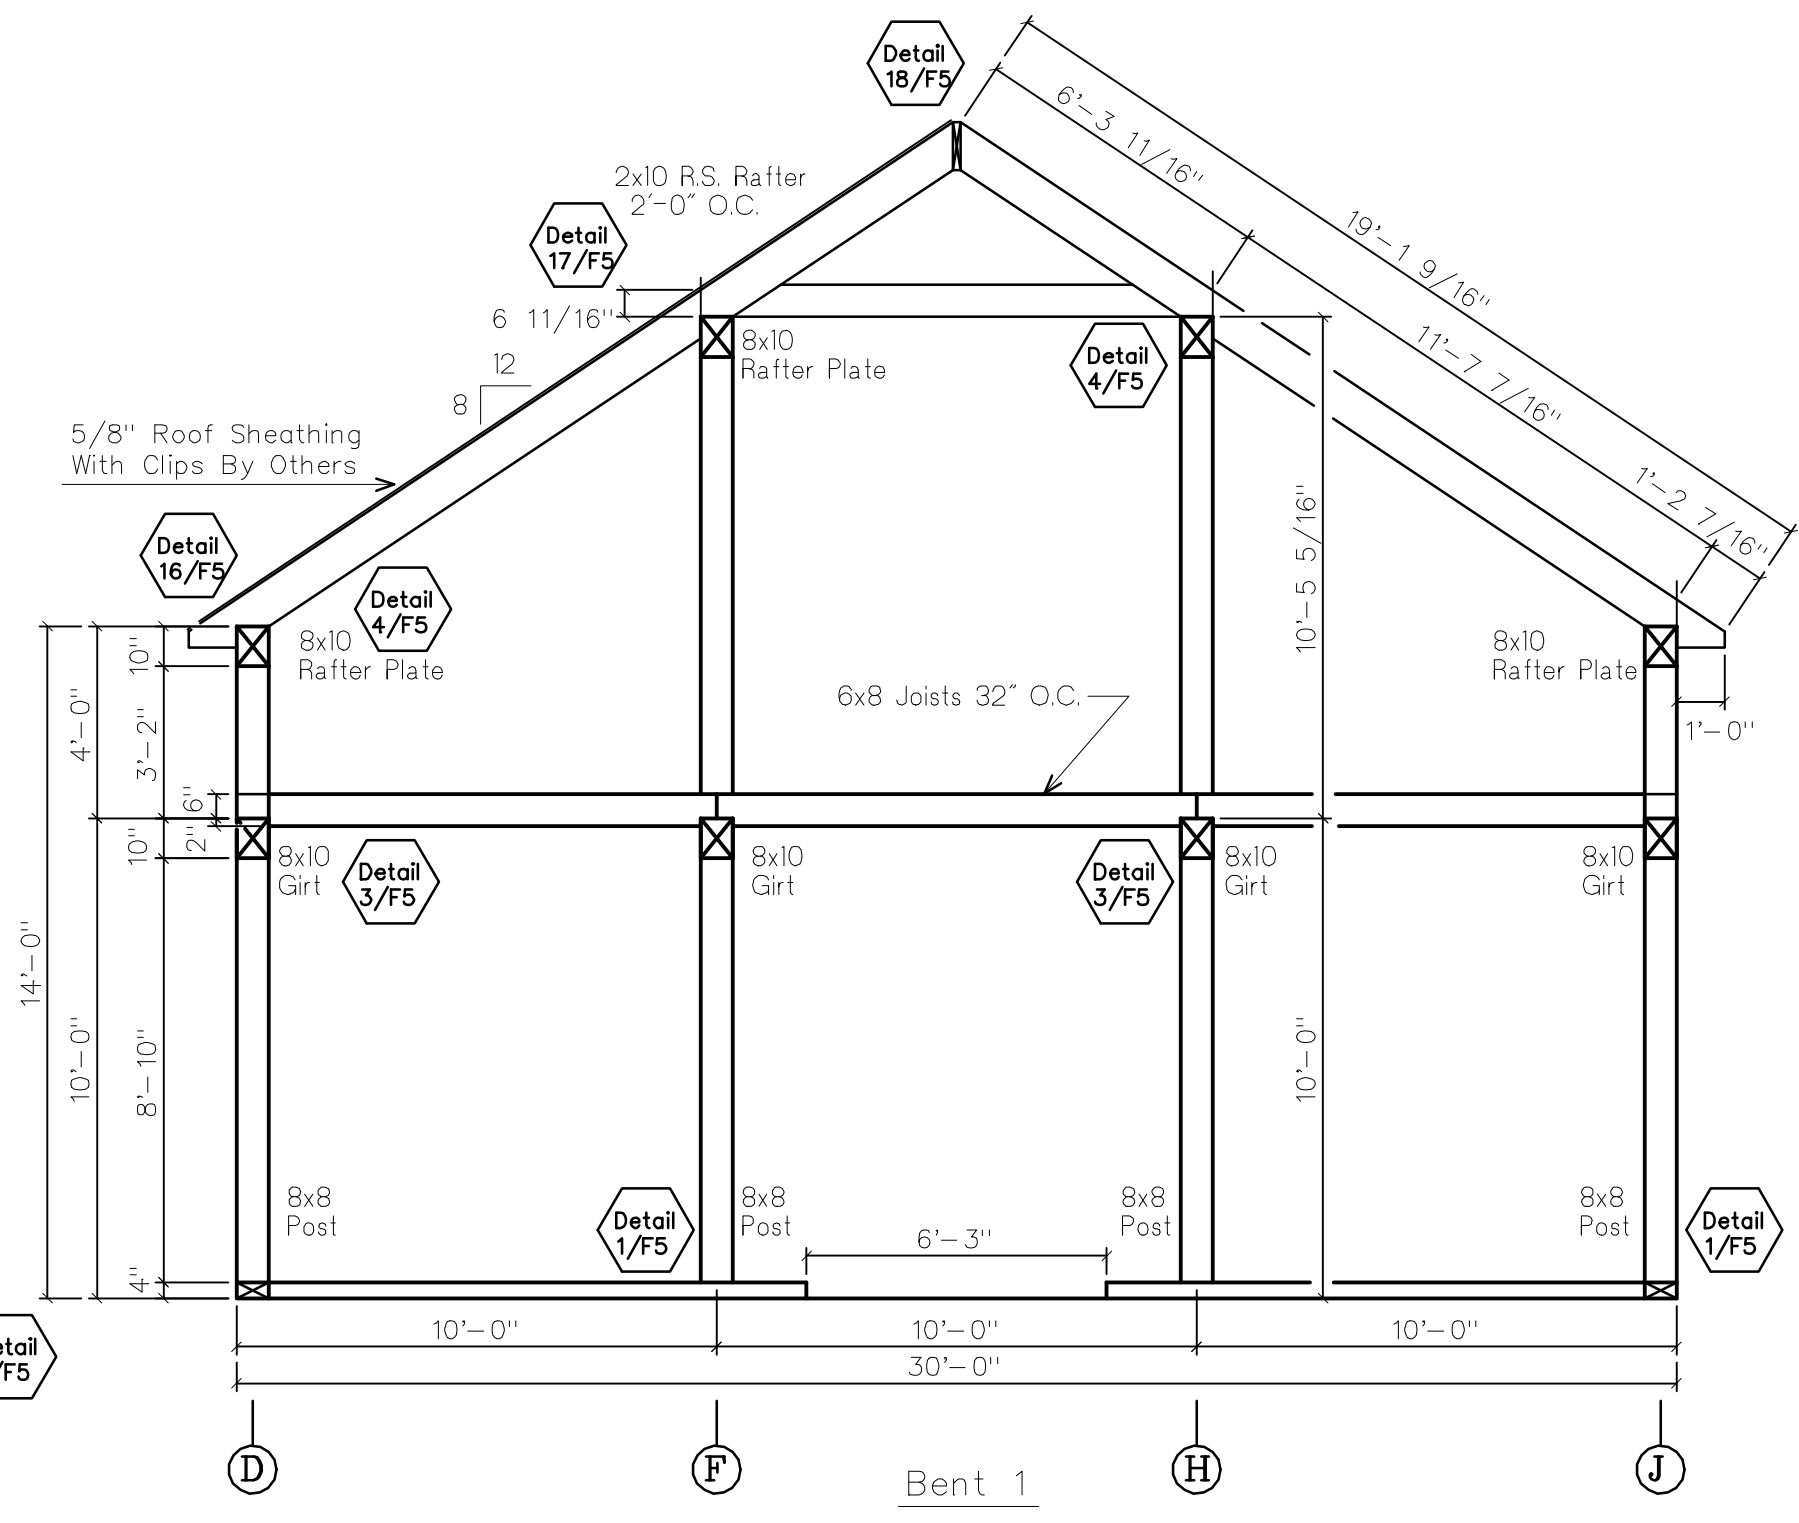 Detail
18/F5
6'-3 11/16"
19'-1 9/16"
2x10 R.S. Rafter
2'-0" O.C.
Detail
17/F5
6 11/16"
12
8
8x10
Rafter Plate
Detail
4/F5
11'-7 7/16"
5/8" Roof Sheathing
With Clips By Others
1'-2 7/16"
10'-5 5/16"
Detail
16/F5
Detail
4/F5
8x10
Rafter Plate
8x10
Rafter Plate
10"
4'-0"
3'-2"
6"
6x8 Joists 32" O.C.
1'-0"
10"
2"
8x10
Girt
Detail
3/F5
8x10
Girt
Detail
3/F5
8x10
Girt
8x10
Girt
14'-0"
10'-0"
8'-10"
10'-0"
8x8
Post
Detail
1/F5
8x8
Post
8x8
Post
8x8
Post
Detail
1/F5
6'-3"
4"
10'-0"
10'-0"
10'-0"
30'-0"
etail
/F5
D
F
H
J
Bent 1